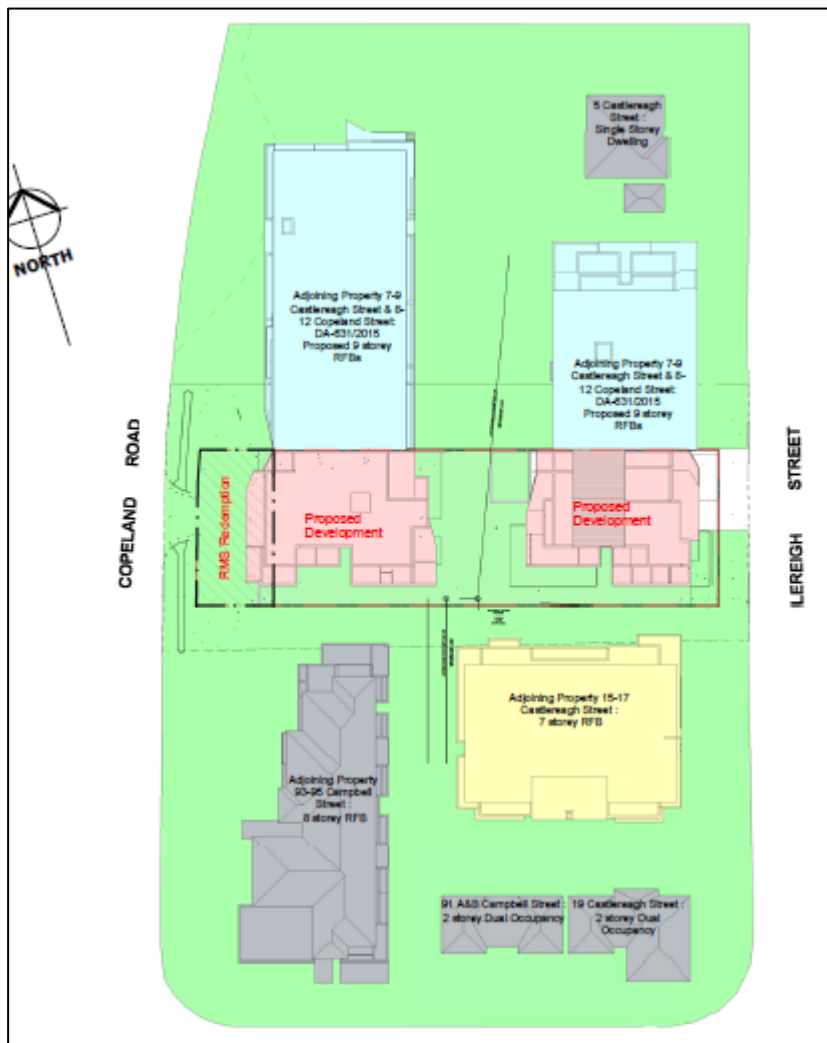 5 Castlereagh
Street :
Single Storey
Dwelling
NORTH
Adjoining Property 7-9
Castlereagh Street & 8-
12 Copeland Street:
DA-631/2015
Proposed 9 storey
RFBs
Adjoining Property 7-9
Castlereagh Street & 8-
12 Copeland Street:
DA-631/2015
Proposed 9 storey
RFBs
COPELAND ROAD
RMS Redemption
Proposed
Development
Proposed
Development
ILEREIGH STREET
Adjoining Property 15-17
Castlereagh Street :
7 storey RFB
Adjoining Property
93-95 Campbell
Street :
8 storey RFB
91 A&B Campbell Street :
2 storey Dual Occupancy
19 Castlereagh Street :
2 storey Dual
Occupancy